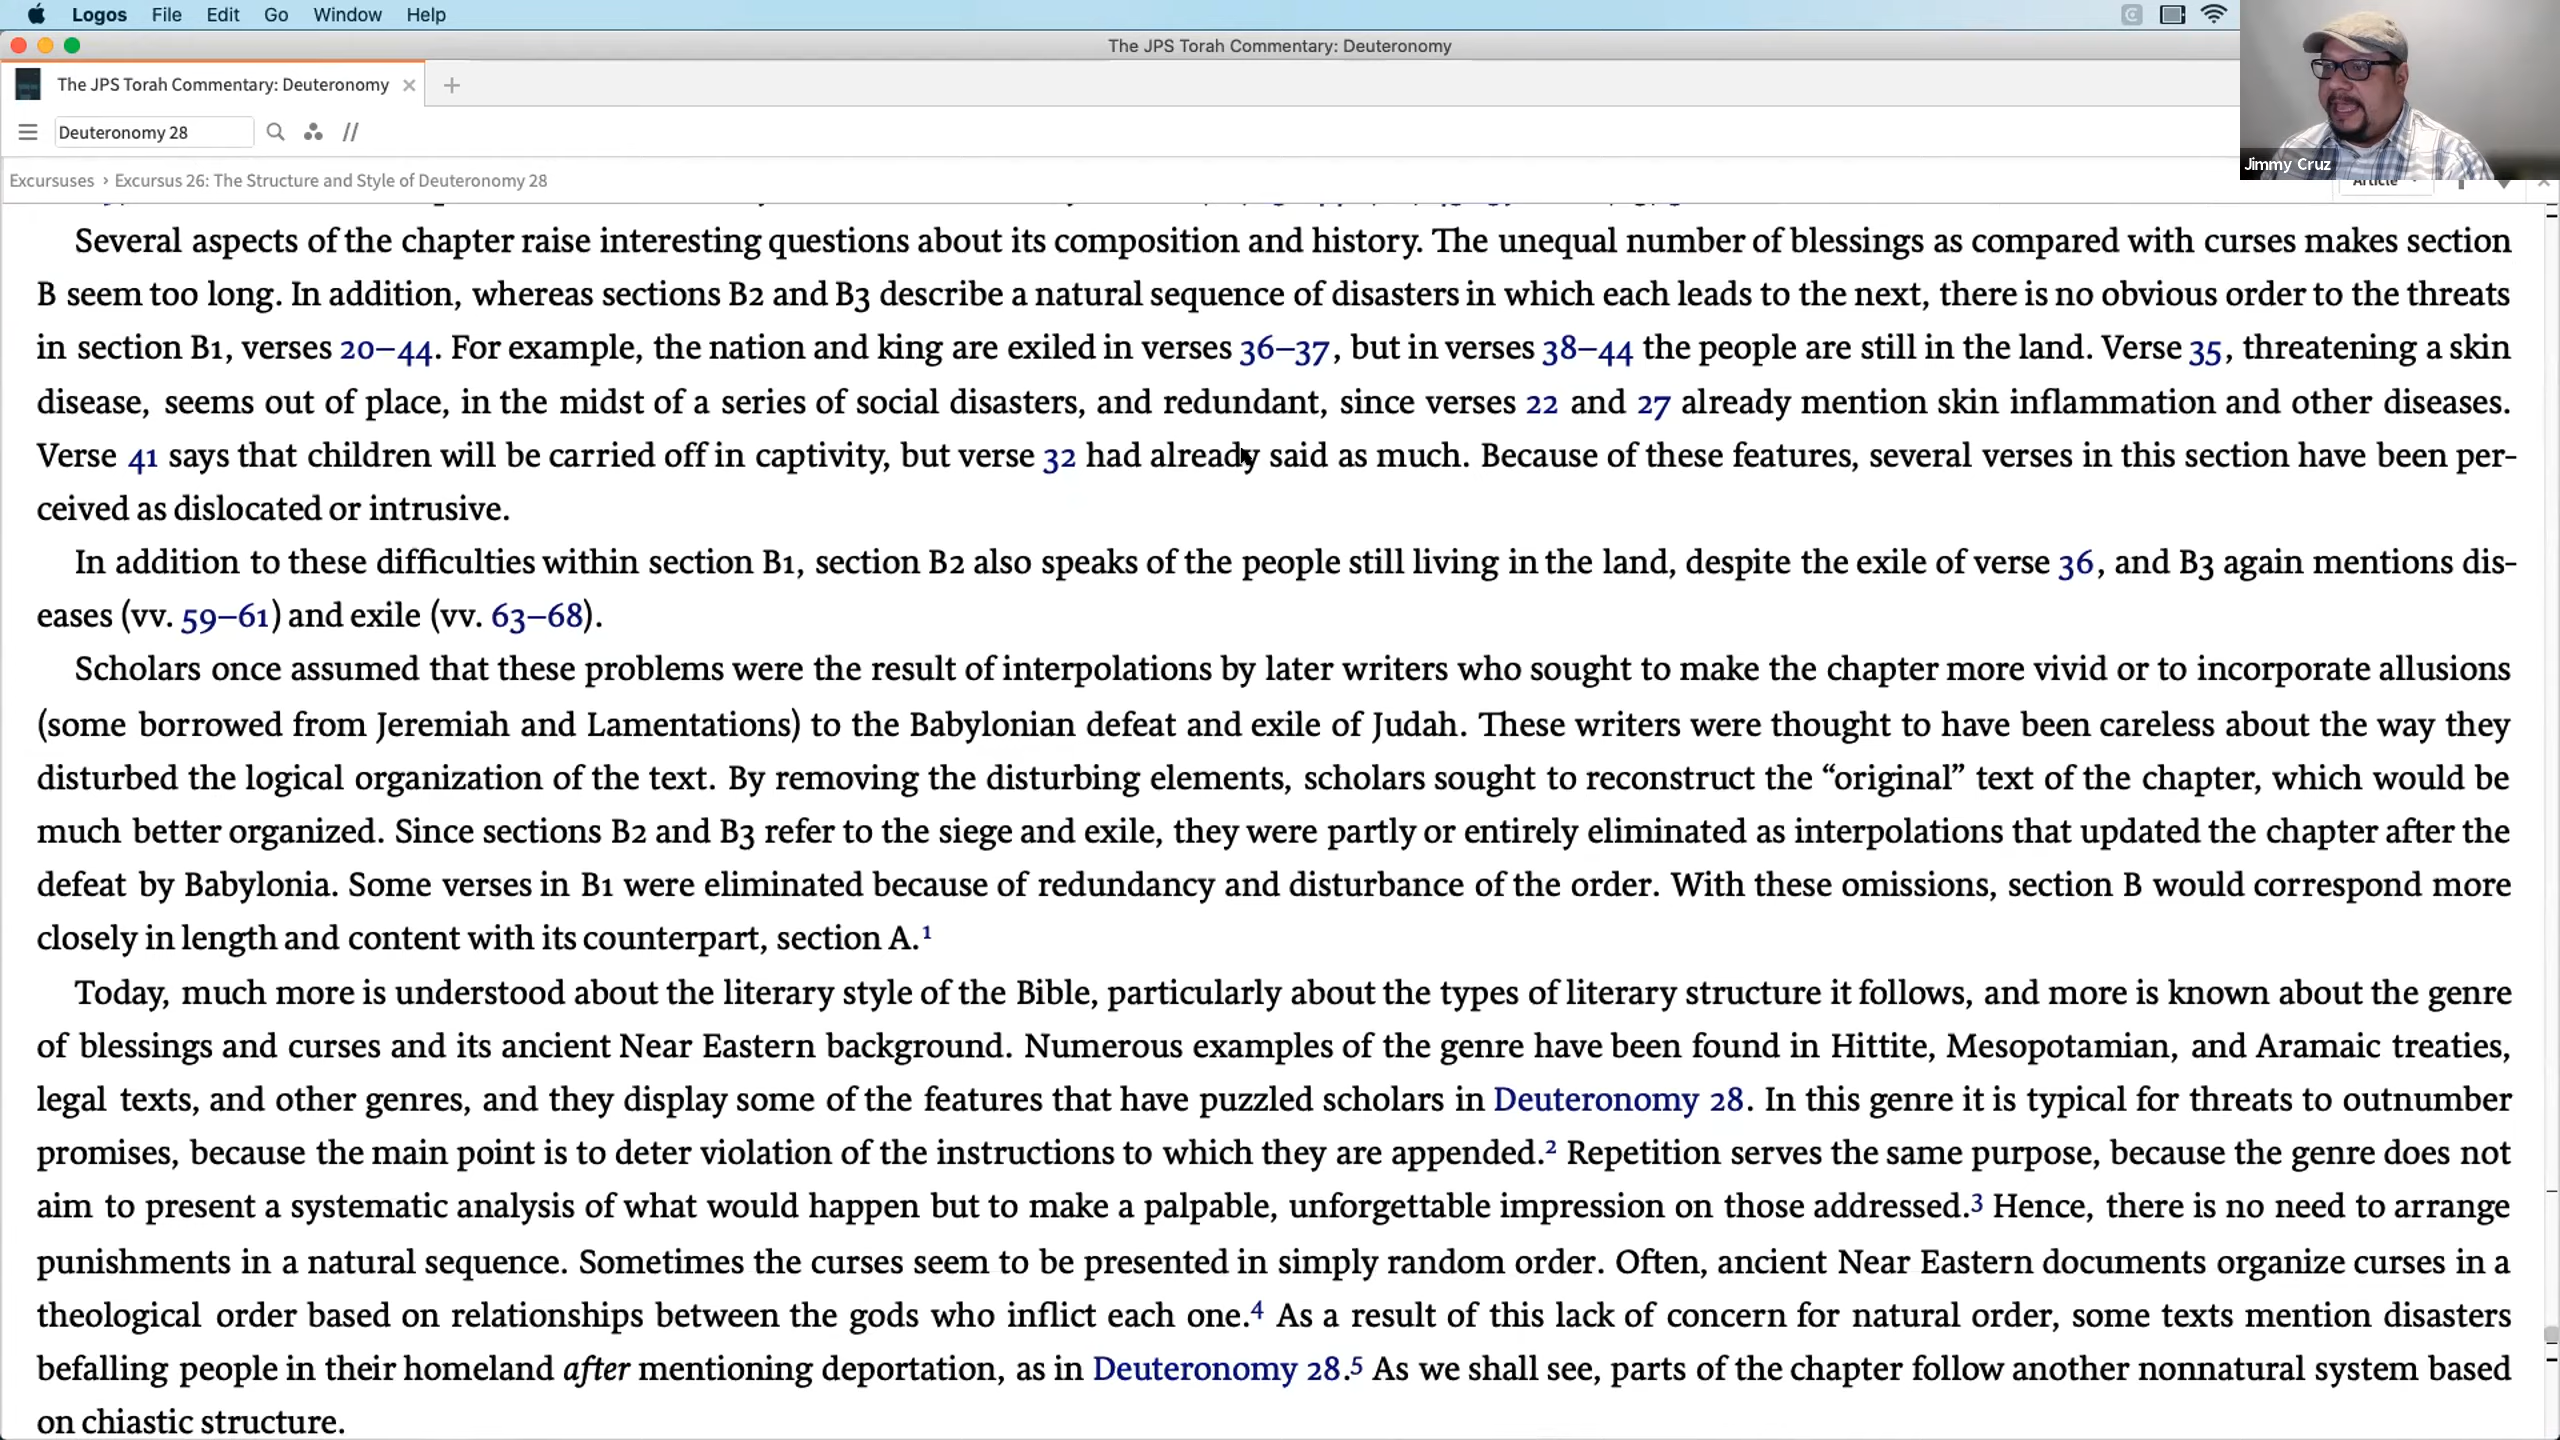 Logos File Edit Go Window Help
The JPS Torah Commentary: Deuteronomy
The JPS Torah Commentary: Deuteronomy
Deuteronomy 28
Jimmy Cruz
Excursuses › Excursus 26: The Structure and Style of Deuteronomy 28
Article
Several aspects of the chapter raise interesting questions about its composition and history. The unequal number of blessings as compared with curses makes section
B seem too long. In addition, whereas sections B2 and B3 describe a natural sequence of disasters in which each leads to the next, there is no obvious order to the threats
in section B1, verses 20–44. For example, the nation and king are exiled in verses 36–37, but in verses 38–44 the people are still in the land. Verse 35, threatening a skin
disease, seems out of place, in the midst of a series of social disasters, and redundant, since verses 22 and 27 already mention skin inflammation and other diseases.
Verse 41 says that children will be carried off in captivity, but verse 32 had already said as much. Because of these features, several verses in this section have been per-
ceived as dislocated or intrusive.
In addition to these difficulties within section B1, section B2 also speaks of the people still living in the land, despite the exile of verse 36, and B3 again mentions dis-
eases (vv. 59–61) and exile (vv. 63–68).
Scholars once assumed that these problems were the result of interpolations by later writers who sought to make the chapter more vivid or to incorporate allusions
(some borrowed from Jeremiah and Lamentations) to the Babylonian defeat and exile of Judah. These writers were thought to have been careless about the way they
disturbed the logical organization of the text. By removing the disturbing elements, scholars sought to reconstruct the “original” text of the chapter, which would be
much better organized. Since sections B2 and B3 refer to the siege and exile, they were partly or entirely eliminated as interpolations that updated the chapter after the
defeat by Babylonia. Some verses in B1 were eliminated because of redundancy and disturbance of the order. With these omissions, section B would correspond more
closely in length and content with its counterpart, section A.1
Today, much more is understood about the literary style of the Bible, particularly about the types of literary structure it follows, and more is known about the genre
of blessings and curses and its ancient Near Eastern background. Numerous examples of the genre have been found in Hittite, Mesopotamian, and Aramaic treaties,
legal texts, and other genres, and they display some of the features that have puzzled scholars in Deuteronomy 28. In this genre it is typical for threats to outnumber
promises, because the main point is to deter violation of the instructions to which they are appended.2 Repetition serves the same purpose, because the genre does not
aim to present a systematic analysis of what would happen but to make a palpable, unforgettable impression on those addressed.3 Hence, there is no need to arrange
punishments in a natural sequence. Sometimes the curses seem to be presented in simply random order. Often, ancient Near Eastern documents organize curses in a
theological order based on relationships between the gods who inflict each one.4 As a result of this lack of concern for natural order, some texts mention disasters
befalling people in their homeland after mentioning deportation, as in Deuteronomy 28.5 As we shall see, parts of the chapter follow another nonnatural system based
on chiastic structure.